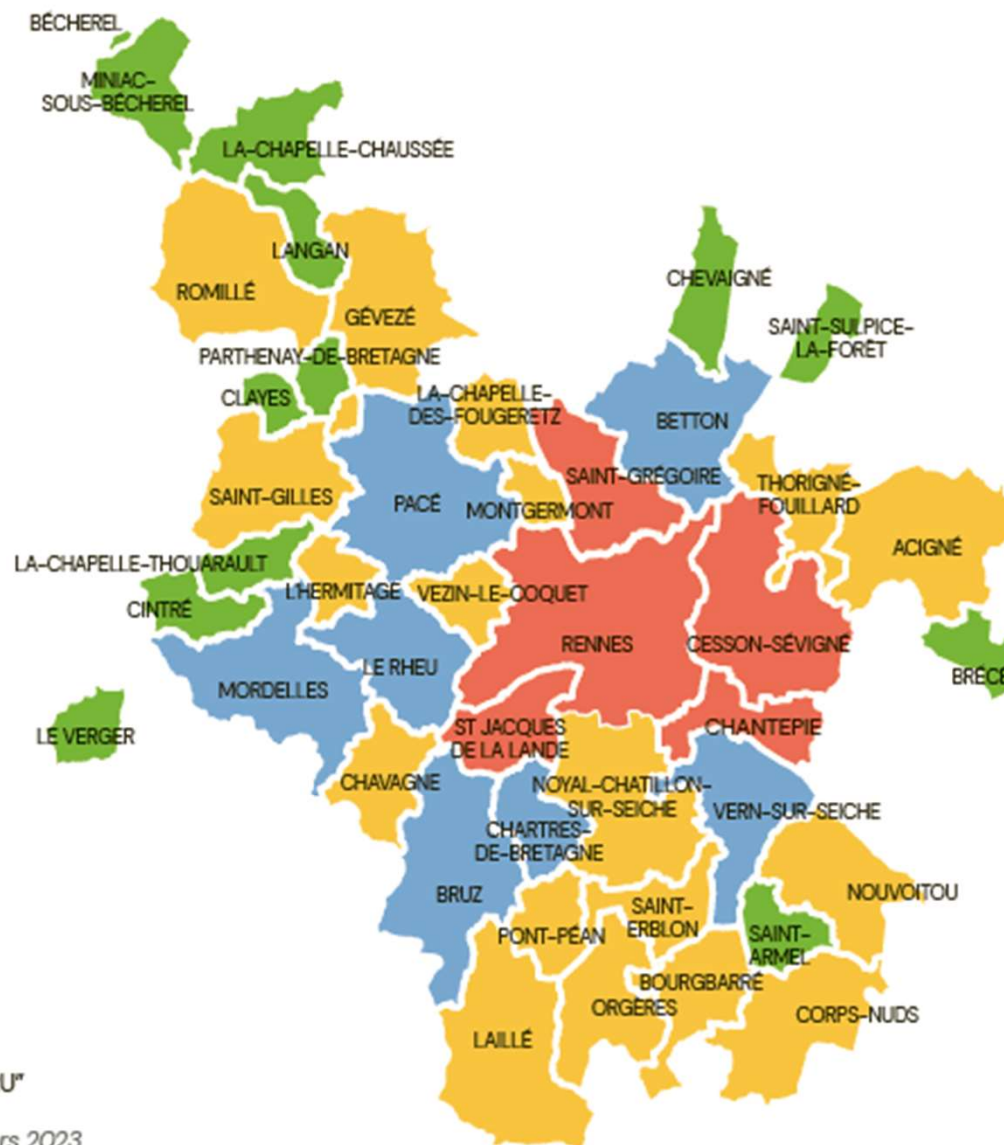 BÉCHEREL
MINIAC-
SOUS-BÉCHEREL
LA-CHAPELLE-CHAUSSÉE
LANGAN
ROMILLÉ
GÉVEZÉ
CHEVAIGNÉ
SAINT-SULPICE-
LA-FORÊT
PARTHENAY-DE-BRETAGNE
CLAYES
LA-CHAPELLE-
DES-FOUGERETZ
BETTON
SAINT-GRÉGOIRE
THORIGNÉ-
FOUILLARD
SAINT-GILLES
PACÉ
MONTGERMONT
ACIGNÉ
LA-CHAPELLE-THOUARAULT
L'HERMITAGE
VEZIN-LE-COQUET
CINTRÉ
RENNES
CESSON-SÉVIGNÉ
LE RHEU
BRÉCÉ
MORDELLES
LE VERGER
ST JACQUES
DE LA LANDE
CHANTEPIE
CHAVAGNE
NOYAL-CHATILLON-
SUR-SEICHE
VERN-SUR-SEICHE
CHARTRES-
DE-BRETAGNE
BRUZ
NOUVOITOU
SAINT-
ERBLON
PONT-PÉAN
SAINT-
ARMEL
BOURGBARRÉ
ORGÈRES
CORPS-NUDS
LAILLÉ
U"
rs 2023